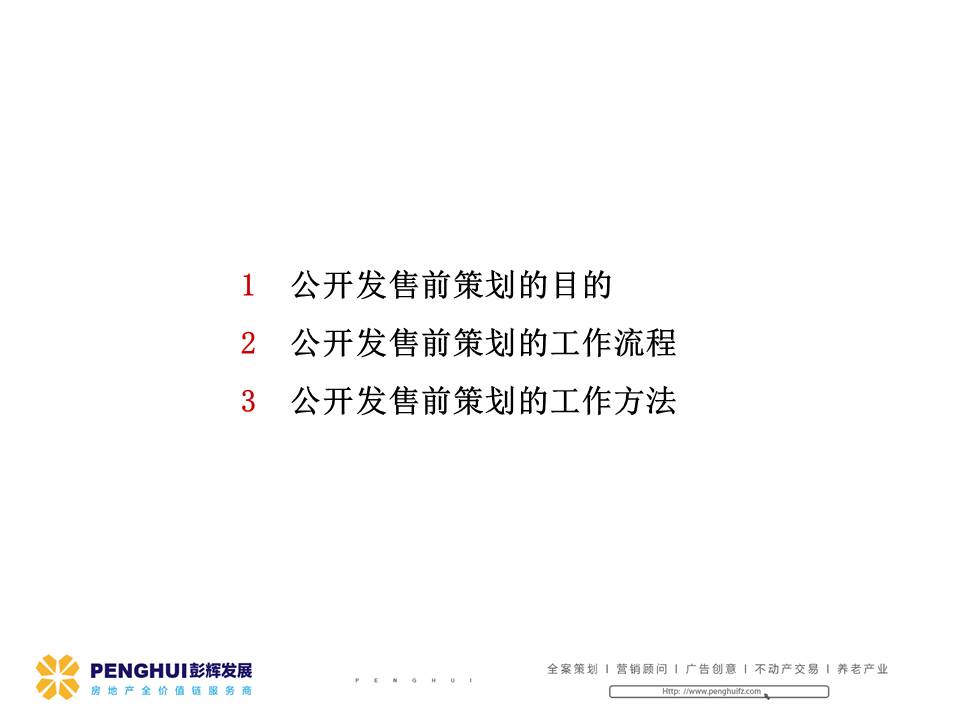 1 公开发售前策划的目的
2 公开发售前策划的工作流程
3 公开发售前策划的工作方法
PENGHUI彭辉发展
房地产全价值链服务商
PENGHUI
全案策划 I 营销顾问 I 广告创意 I 不动产交易 I 养老产业
Http: //www.penghuifz.com